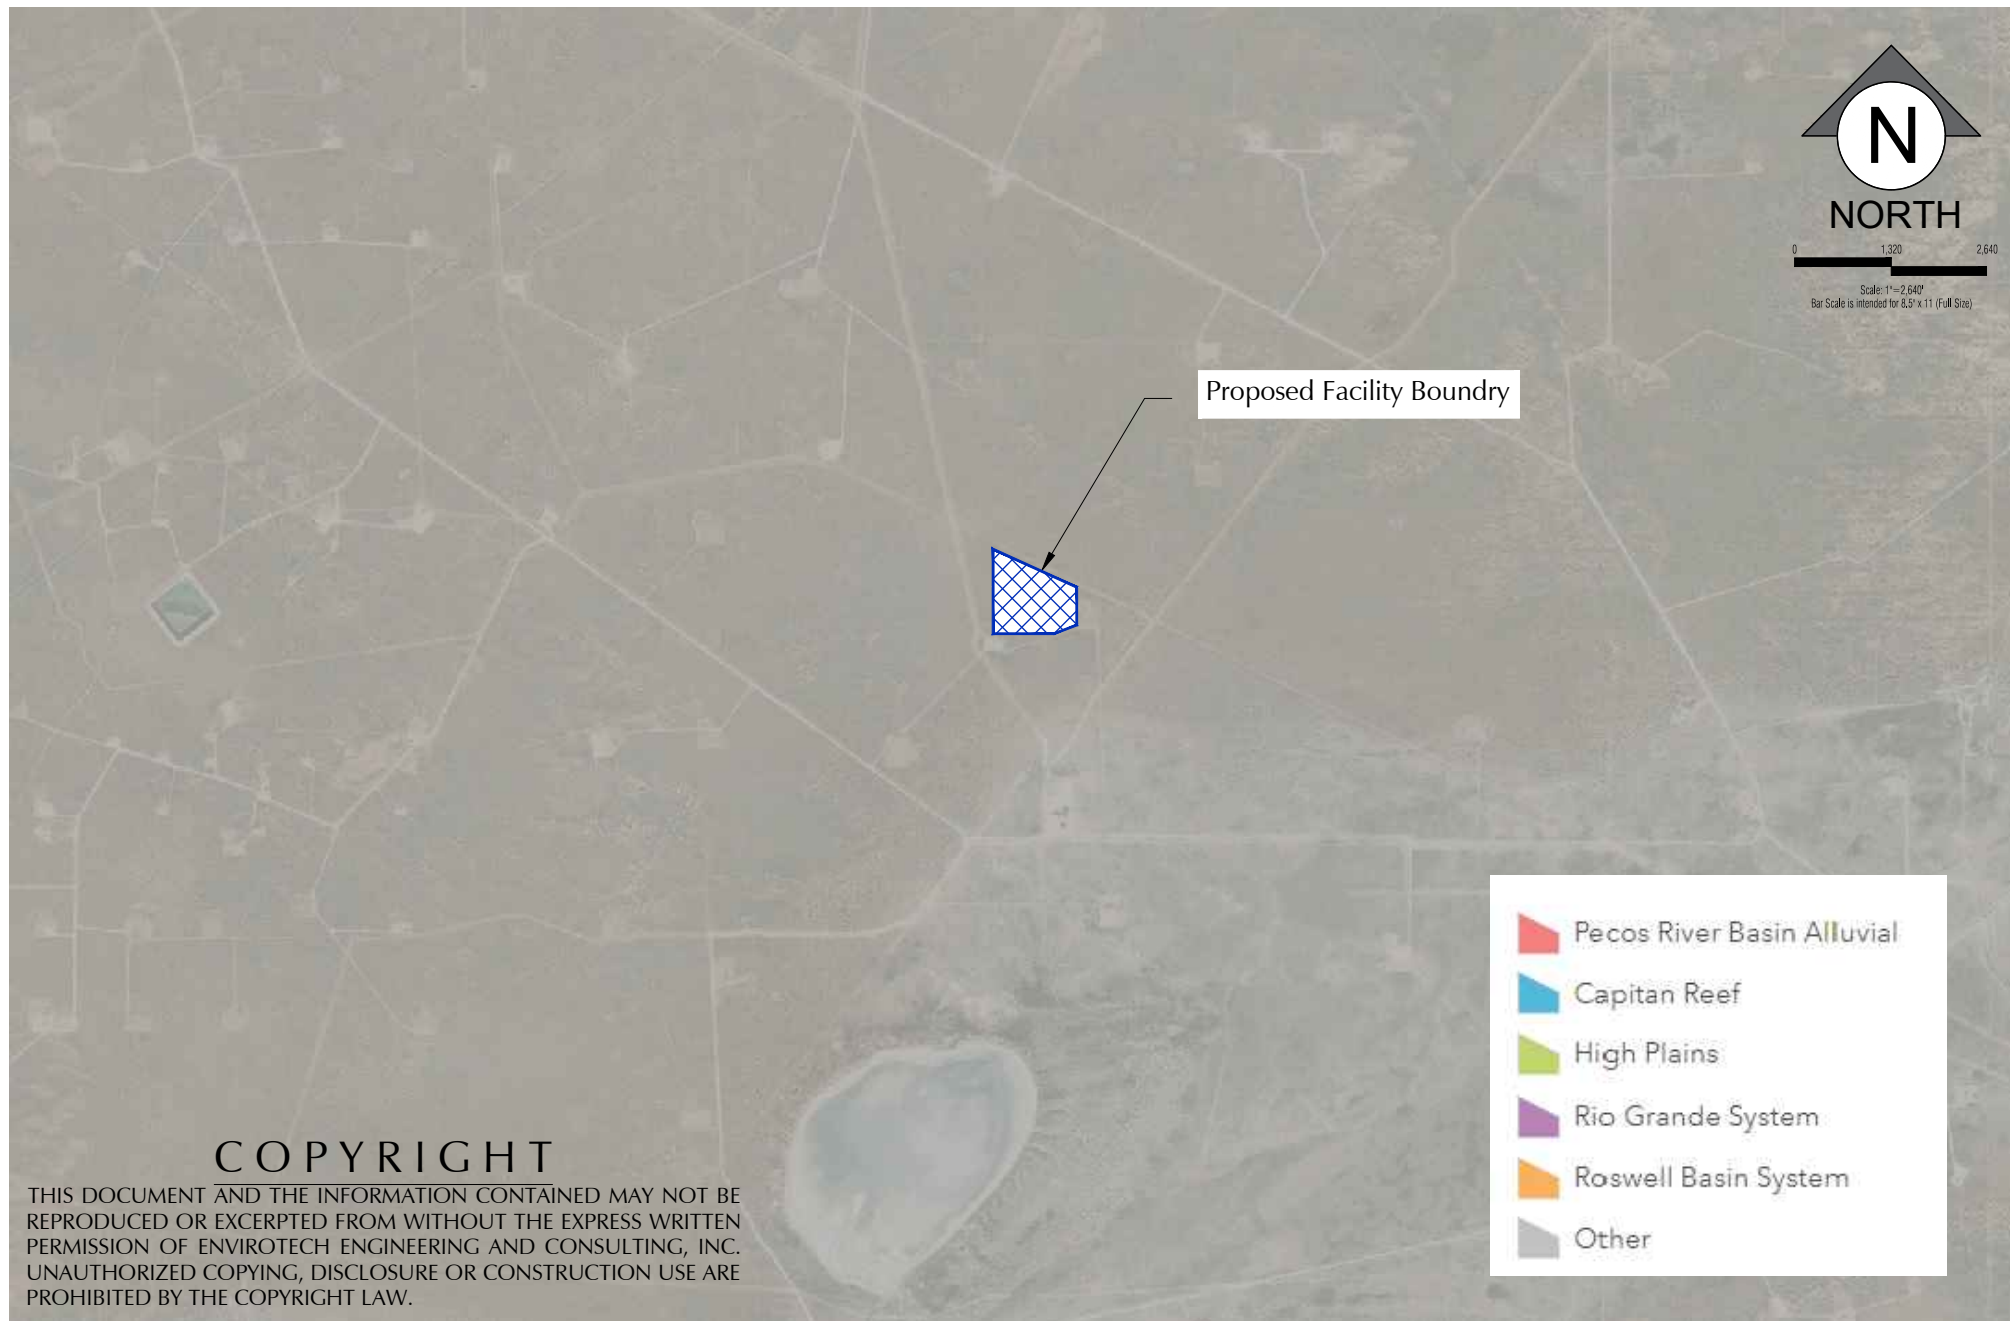 N
NORTH
0 1,320 2,640
Scale: 1"=2,640'
Bar Scale is intended for 8.5" x 11 (Full Size)
Proposed Facility Boundry
Pecos River Basin Alluvial
Capitan Reef
High Plains
Rio Grande System
Roswell Basin System
Other
COPYRIGHT
THIS DOCUMENT AND THE INFORMATION CONTAINED MAY NOT BE
REPRODUCED OR EXCERPTED FROM WITHOUT THE EXPRESS WRITTEN
PERMISSION OF ENVIROTECH ENGINEERING AND CONSULTING, INC.
UNAUTHORIZED COPYING, DISCLOSURE OR CONSTRUCTION USE ARE
PROHIBITED BY THE COPYRIGHT LAW.